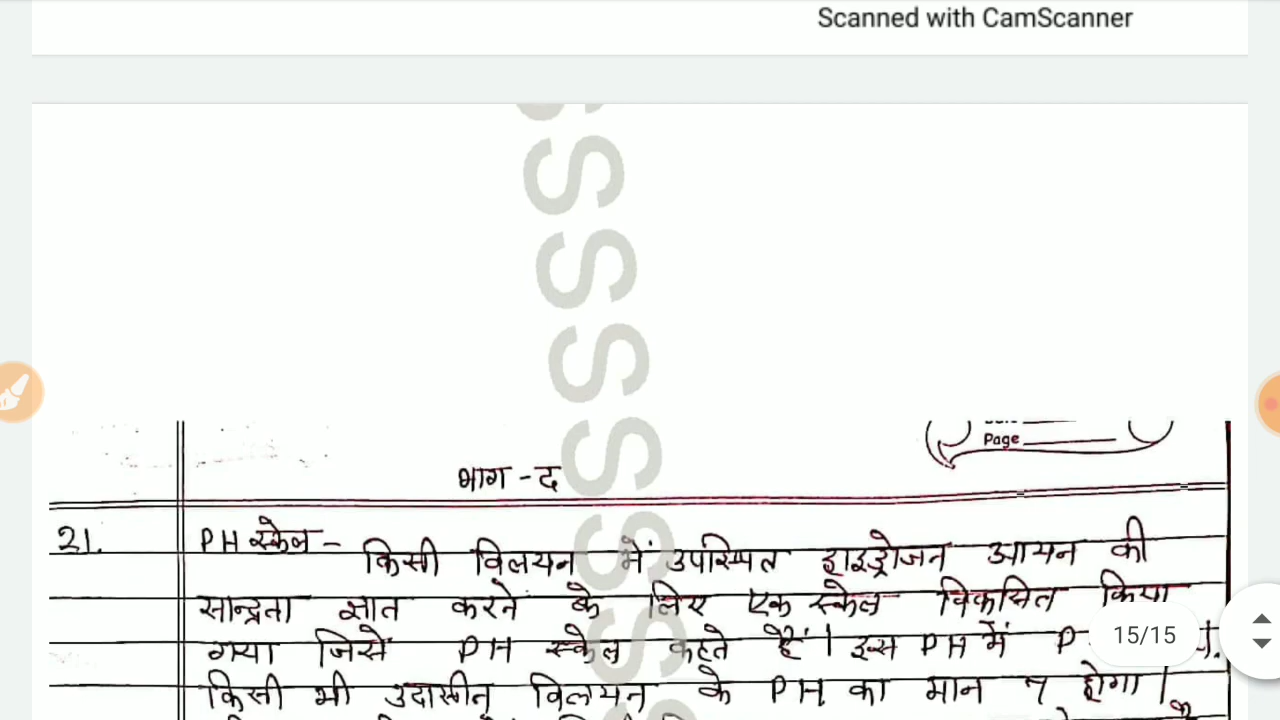 Scanned with CamScanner
SSSSSSS
Page
भाग - द
21. PH स्केल - किसी विलयन में उपस्थित हाइड्रोजन आयन की
सान्द्रता ज्ञात करने के लिए एक स्केल विकसित किया
गया जिसे PH स्केल कहते हैं। इस PH में P
किसी भी उदासीन विलयन के PH का मान 7 होगा।
15/15